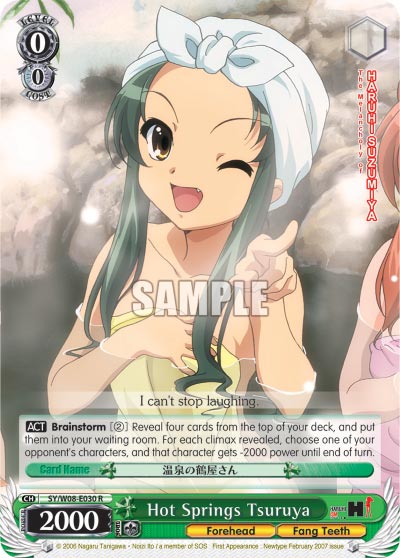 LEVEL
0
0
COST
The Melancholy of
HARUHI SUZUMIYA
SAMPLE
I can't stop laughing.
ACT Brainstorm [②] Reveal four cards from the top of your deck, and
put them into your waiting room. For each climax revealed, choose one of your
opponent's characters, and that character gets -2000 power until end of turn.
Card Name 温泉の鶴屋さん
CH SY/W08-E030 R
POWER 2000 SOUL Hot Springs Tsuruya
Forehead Fang Teeth
© 2006 Nagaru Tanigawa・Noizi Ito / a member of SOS First Appearance : Newtype February 2007 issue